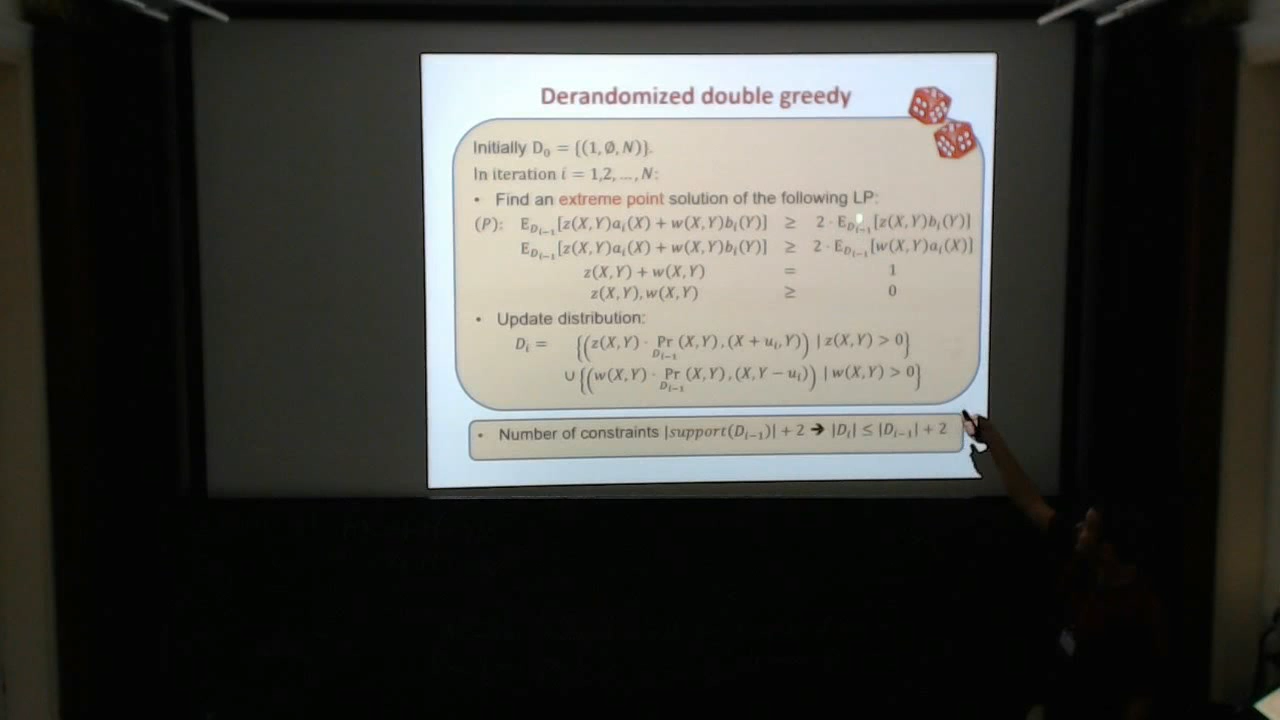 Derandomized double greedy
Initially D₀ = {(1, ∅, N)}.
In iteration i = 1,2, …, N:
• Find an extreme point solution of the following LP:
(P): E_{D_{i−1}}[z(X,Y)a_i(X) + w(X,Y)b_i(Y)] ≥ 2 · E_{D_{i−1}}[z(X,Y)b_i(Y)]
E_{D_{i−1}}[z(X,Y)a_i(X) + w(X,Y)b_i(Y)] ≥ 2 · E_{D_{i−1}}[w(X,Y)a_i(X)]
z(X,Y) + w(X,Y) = 1
z(X,Y), w(X,Y) ≥ 0
• Update distribution:
D_i = {(z(X,Y) · Pr_{D_{i−1}}(X,Y), (X + u_i, Y)) | z(X,Y) > 0}
∪ {(w(X,Y) · Pr_{D_{i−1}}(X,Y), (X, Y − u_i)) | w(X,Y) > 0}
• Number of constraints |support(D_{i−1})| + 2 ➔ |D_i| ≤ |D_{i−1}| + 2